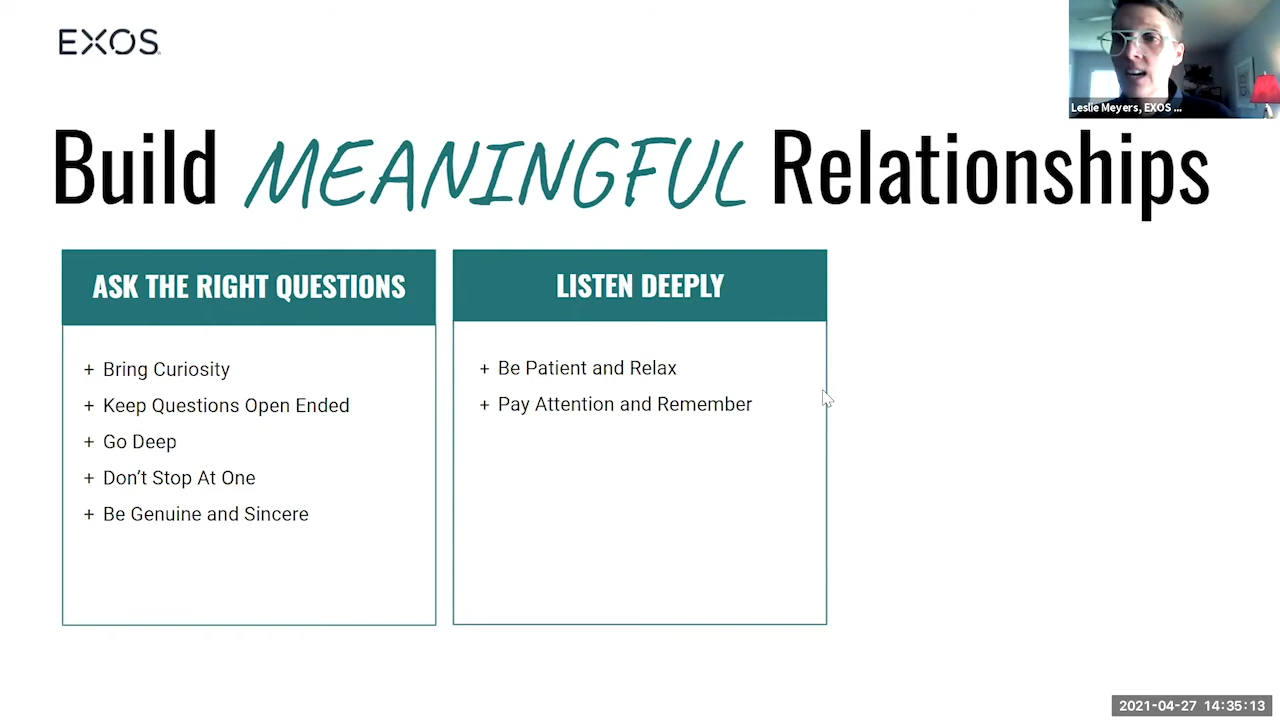 EXOS
Leslie Meyers, EXOS ...
Build MEANINGFUL Relationships
ASK THE RIGHT QUESTIONS
+ Bring Curiosity
+ Keep Questions Open Ended
+ Go Deep
+ Don’t Stop At One
+ Be Genuine and Sincere
LISTEN DEEPLY
+ Be Patient and Relax
+ Pay Attention and Remember
2021-04-27 14:35:13